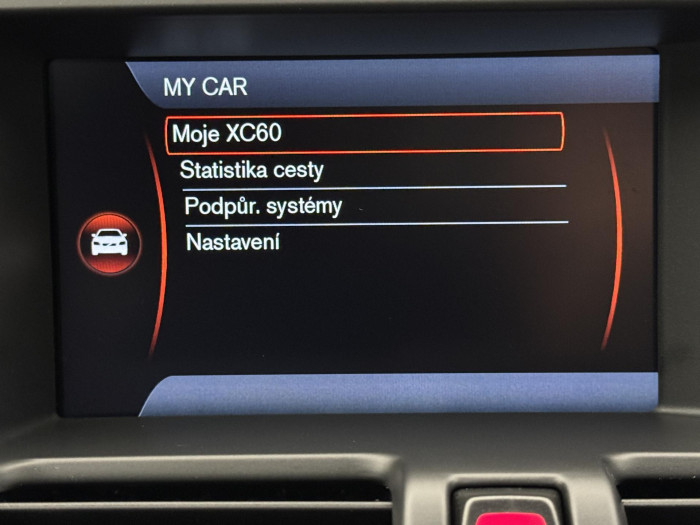 MY CAR
Moje XC60
Statistika cesty
Podpůr. systémy
Nastavení